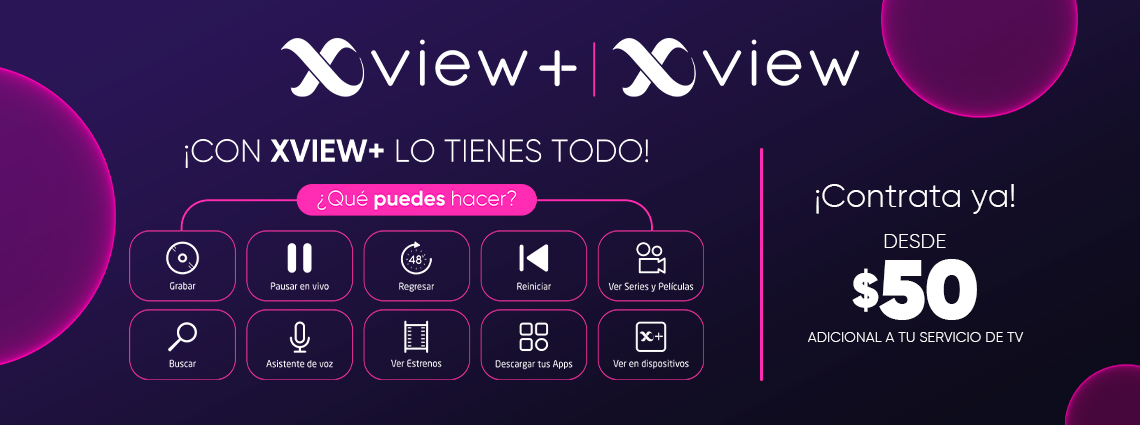 Xview+ | Xview
¡CON XVIEW+ LO TIENES TODO!
¿Qué puedes hacer?
Grabar
Pausar en vivo
48'
Regresar
Reiniciar
Ver Series y Películas
Buscar
Asistente de voz
Ver Estrenos
Descargar tus Apps
X+
Ver en dispositivos
¡Contrata ya!
DESDE
$50
ADICIONAL A TU SERVICIO DE TV